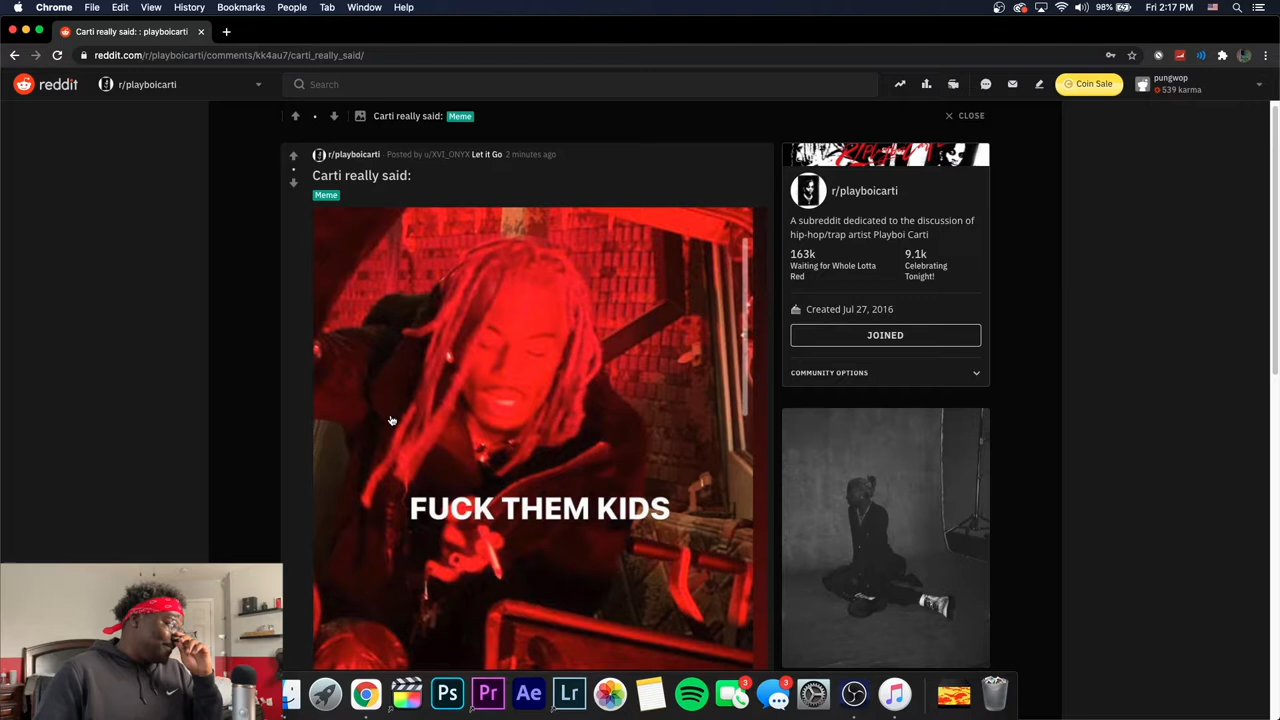 Chrome File Edit View History Bookmarks People Tab Window Help 98% Fri 2:17 PM
Carti really said: : playboicarti
reddit.com/r/playboicarti/comments/kk4au7/carti_really_said/
reddit r/playboicarti Search Coin Sale pungwop
539 karma
Carti really said: Meme CLOSE
r/playboicarti · Posted by u/XVI_ONYX Let it Go 2 minutes ago
Carti really said:
Meme
FUCK THEM KIDS
r/playboicarti
A subreddit dedicated to the discussion of
hip-hop/trap artist Playboi Carti
163k 9.1k
Waiting for Whole Lotta Celebrating
Red Tonight!
Created Jul 27, 2016
JOINED
COMMUNITY OPTIONS
Ps Pr Ae Lr 3 3